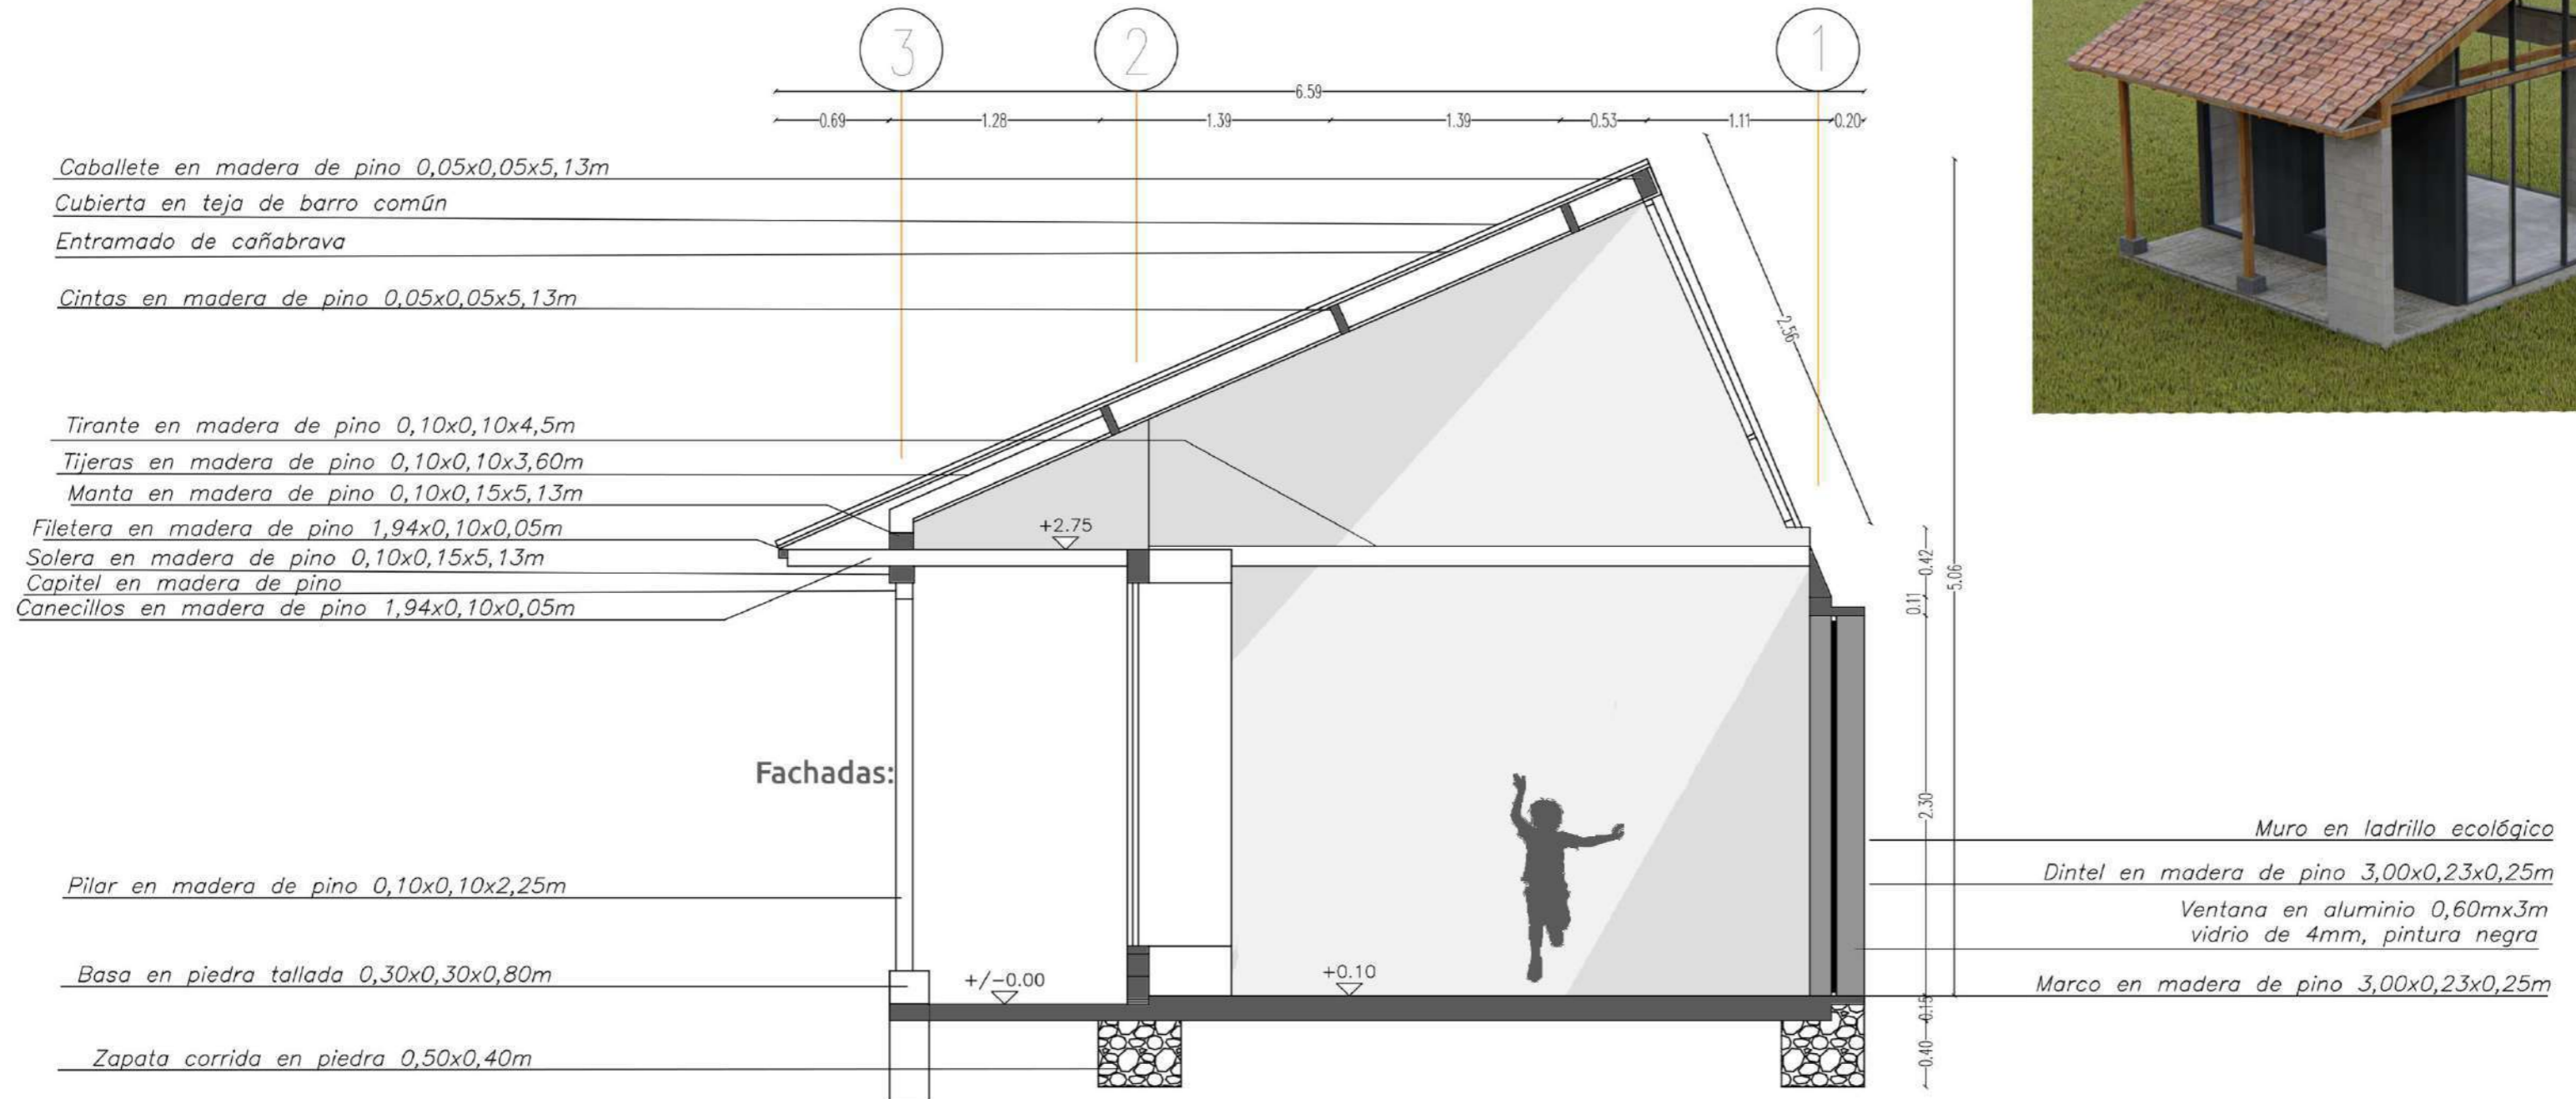 3
2
1
6.59
0.69
1.28
1.39
1.39
0.53
1.11
0.20
Caballete en madera de pino 0,05x0,05x5,13m
Cubierta en teja de barro común
Entramado de cañabrava
Cintas en madera de pino 0,05x0,05x5,13m
2.56
Tirante en madera de pino 0,10x0,10x4,5m
Tijeras en madera de pino 0,10x0,10x3,60m
Manta en madera de pino 0,10x0,15x5,13m
Filetera en madera de pino 1,94x0,10x0,05m
Solera en madera de pino 0,10x0,15x5,13m
Capitel en madera de pino
Canecillos en madera de pino 1,94x0,10x0,05m
+2.75
0.42
5.06
0.11
Fachadas:
2.30
Pilar en madera de pino 0,10x0,10x2,25m
Basa en piedra tallada 0,30x0,30x0,80m
+/-0.00
+0.10
Zapata corrida en piedra 0,50x0,40m
Muro en ladrillo ecológico
Dintel en madera de pino 3,00x0,23x0,25m
Ventana en aluminio 0,60mx3m
vidrio de 4mm, pintura negra
Marco en madera de pino 3,00x0,23x0,25m
0.15
0.40